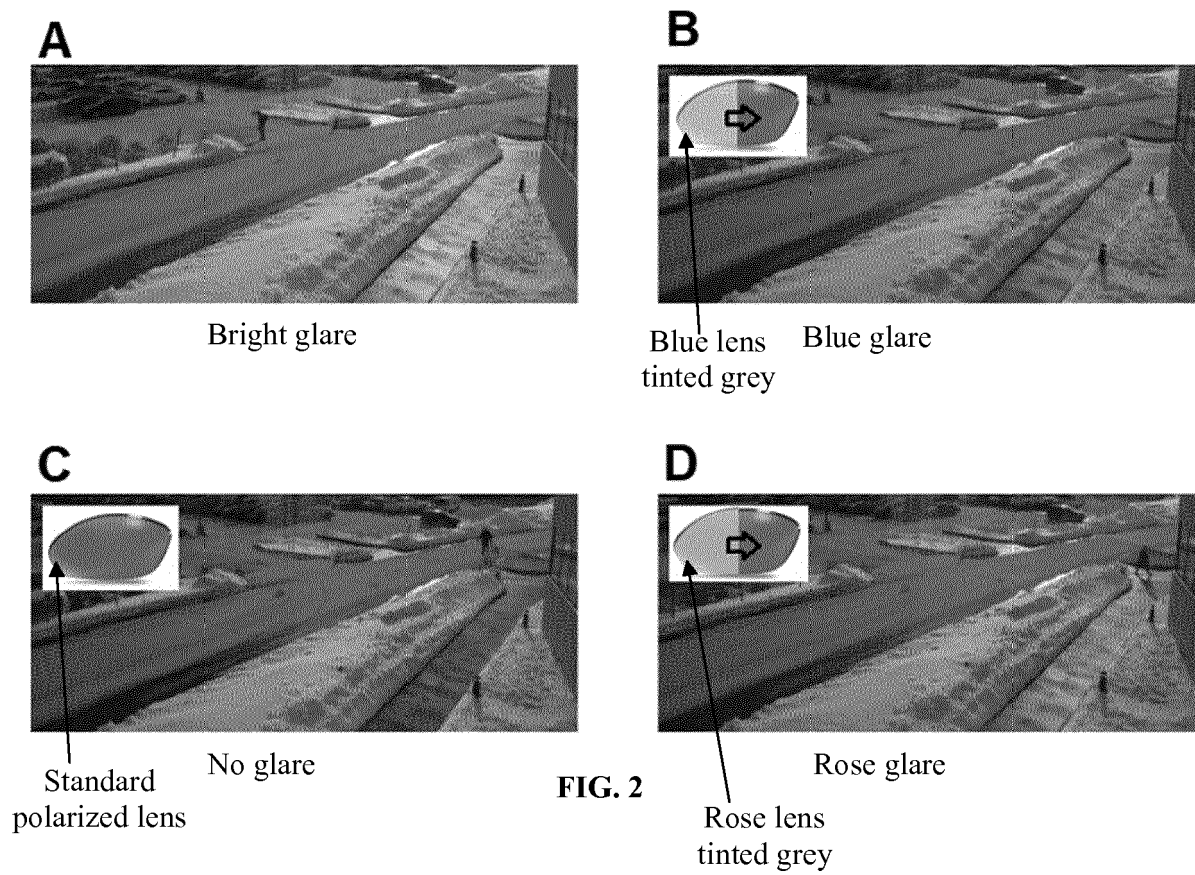 A
B
Bright glare
Blue lens
tinted grey
Blue glare
C
D
No glare
Rose glare
Standard
polarized lens
FIG. 2
Rose lens
tinted grey